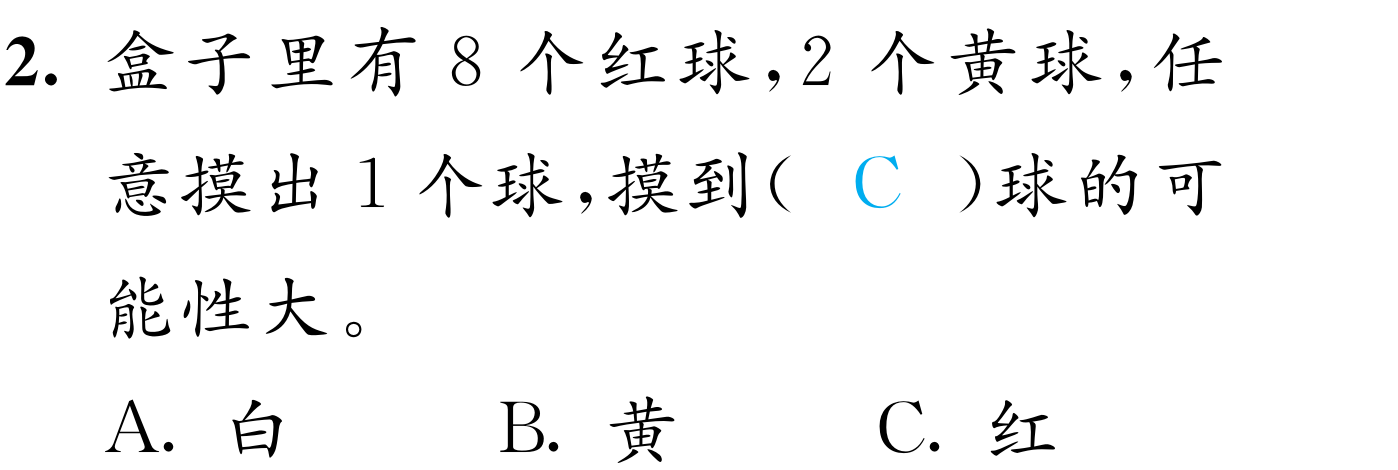 2. 盒子里有 8 个红球,2 个黄球,任
意摸出 1 个球,摸到( C )球的可
能性大。
A. 白 B. 黄 C. 红